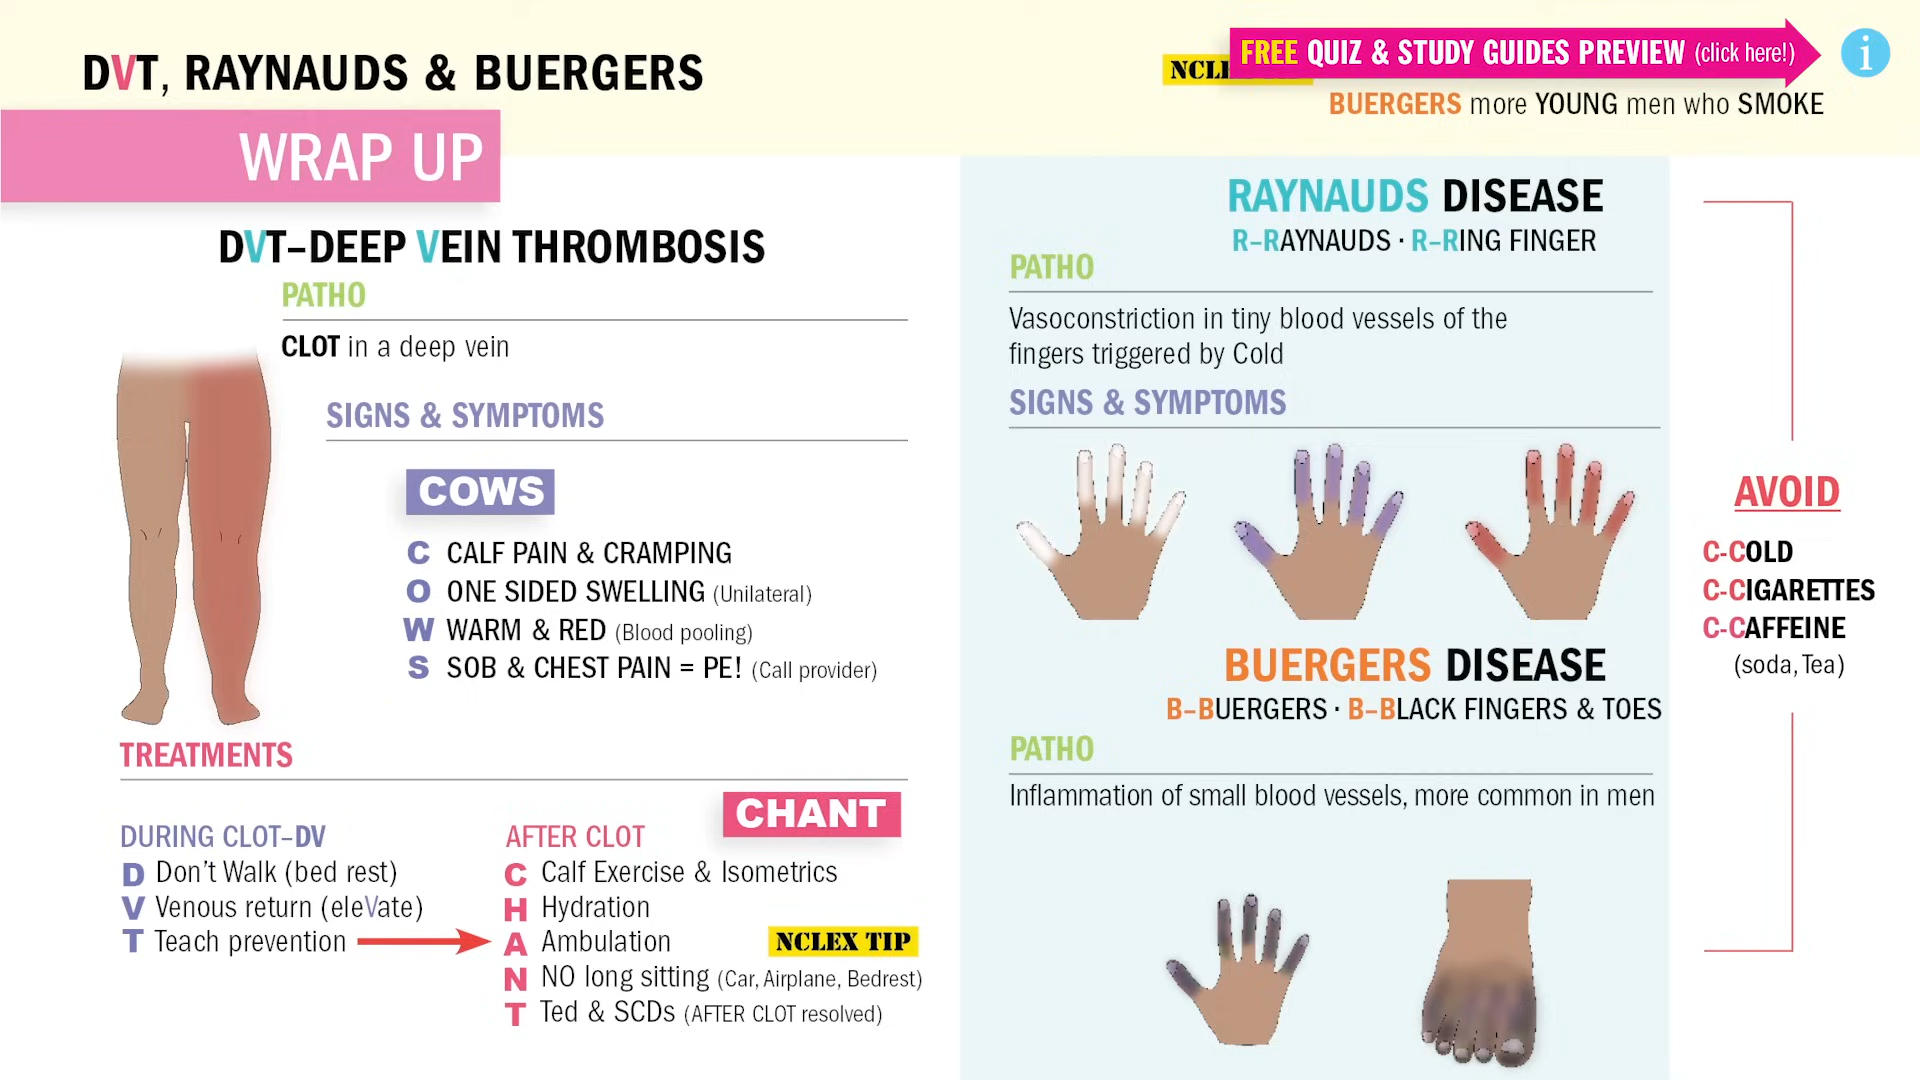 DVT, RAYNAUDS & BUERGERS
WRAP UP
FREE QUIZ & STUDY GUIDES PREVIEW (click here!)
i
BUERGERS more YOUNG men who SMOKE
DVT–DEEP VEIN THROMBOSIS
PATHO
CLOT in a deep vein
SIGNS & SYMPTOMS
COWS
C CALF PAIN & CRAMPING
O ONE SIDED SWELLING (Unilateral)
W WARM & RED (Blood pooling)
S SOB & CHEST PAIN = PE! (Call provider)
TREATMENTS
DURING CLOT–DV
D Don't Walk (bed rest)
V Venous return (eleVate)
T Teach prevention
CHANT
AFTER CLOT
C Calf Exercise & Isometrics
H Hydration
A Ambulation
NCLEX TIP
N NO long sitting (Car, Airplane, Bedrest)
T Ted & SCDs (AFTER CLOT resolved)
RAYNAUDS DISEASE
R–RAYNAUDS · R–RING FINGER
PATHO
Vasoconstriction in tiny blood vessels of the
fingers triggered by Cold
SIGNS & SYMPTOMS
BUERGERS DISEASE
B–BUERGERS · B–BLACK FINGERS & TOES
PATHO
Inflammation of small blood vessels, more common in men
AVOID
C-COLD
C-CIGARETTES
C-CAFFEINE
(soda, Tea)